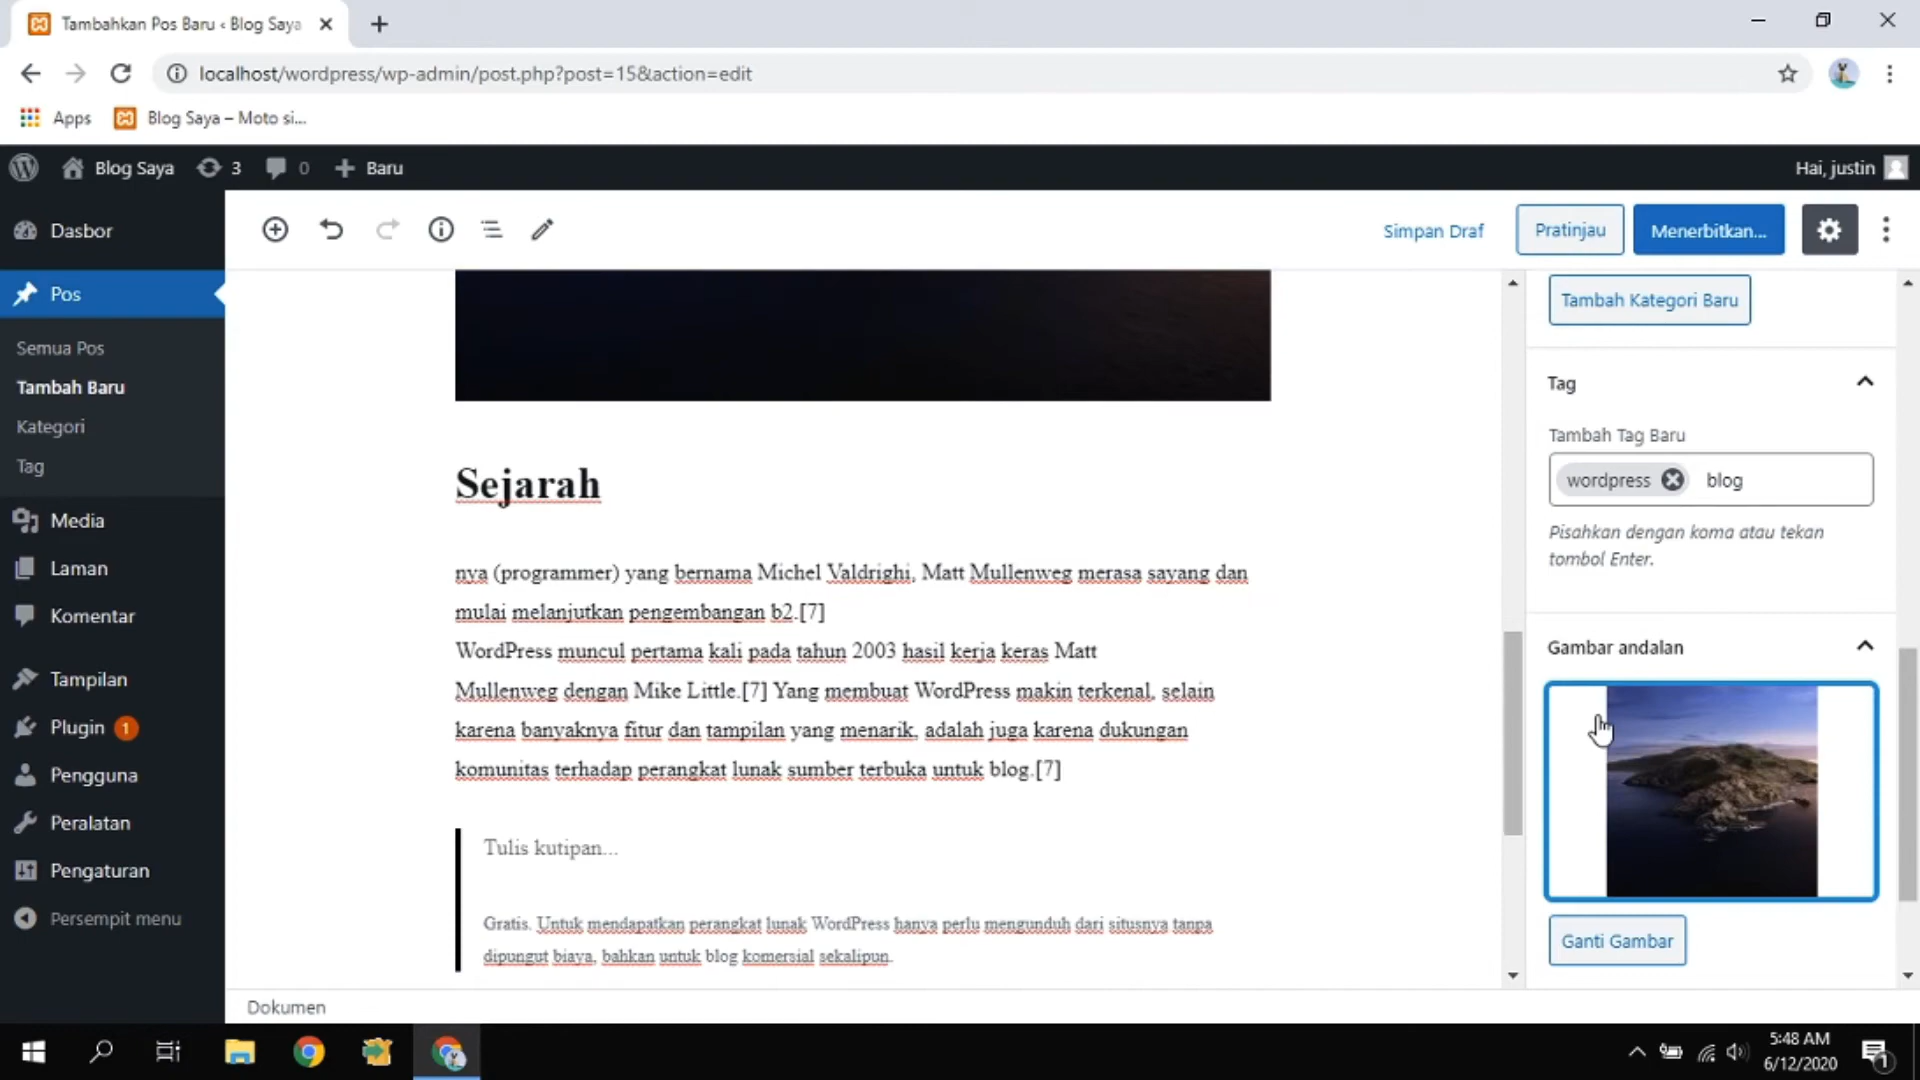 Tambahkan Pos Baru ‹ Blog Saya
localhost/wordpress/wp-admin/post.php?post=15&action=edit
Apps
Blog Saya – Moto si...
Blog Saya
3
0
Baru
Hai, justin
Dasbor
Pos
Semua Pos
Tambah Baru
Kategori
Tag
Media
Laman
Komentar
Tampilan
Plugin 1
Pengguna
Peralatan
Pengaturan
Persempit menu
Simpan Draf
Pratinjau
Menerbitkan...
Sejarah
nya (programmer) yang bernama Michel Valdrighi, Matt Mullenweg merasa sayang dan
mulai melanjutkan pengembangan b2.[7]
WordPress muncul pertama kali pada tahun 2003 hasil kerja keras Matt
Mullenweg dengan Mike Little.[7] Yang membuat WordPress makin terkenal, selain
karena banyaknya fitur dan tampilan yang menarik, adalah juga karena dukungan
komunitas terhadap perangkat lunak sumber terbuka untuk blog.[7]
Tulis kutipan...
Gratis. Untuk mendapatkan perangkat lunak WordPress hanya perlu mengunduh dari situsnya tanpa
dipungut biaya, bahkan untuk blog komersial sekalipun.
Tambah Kategori Baru
Tag
Tambah Tag Baru
wordpress
blog
Pisahkan dengan koma atau tekan
tombol Enter.
Gambar andalan
Ganti Gambar
Dokumen
5:48 AM
6/12/2020
1